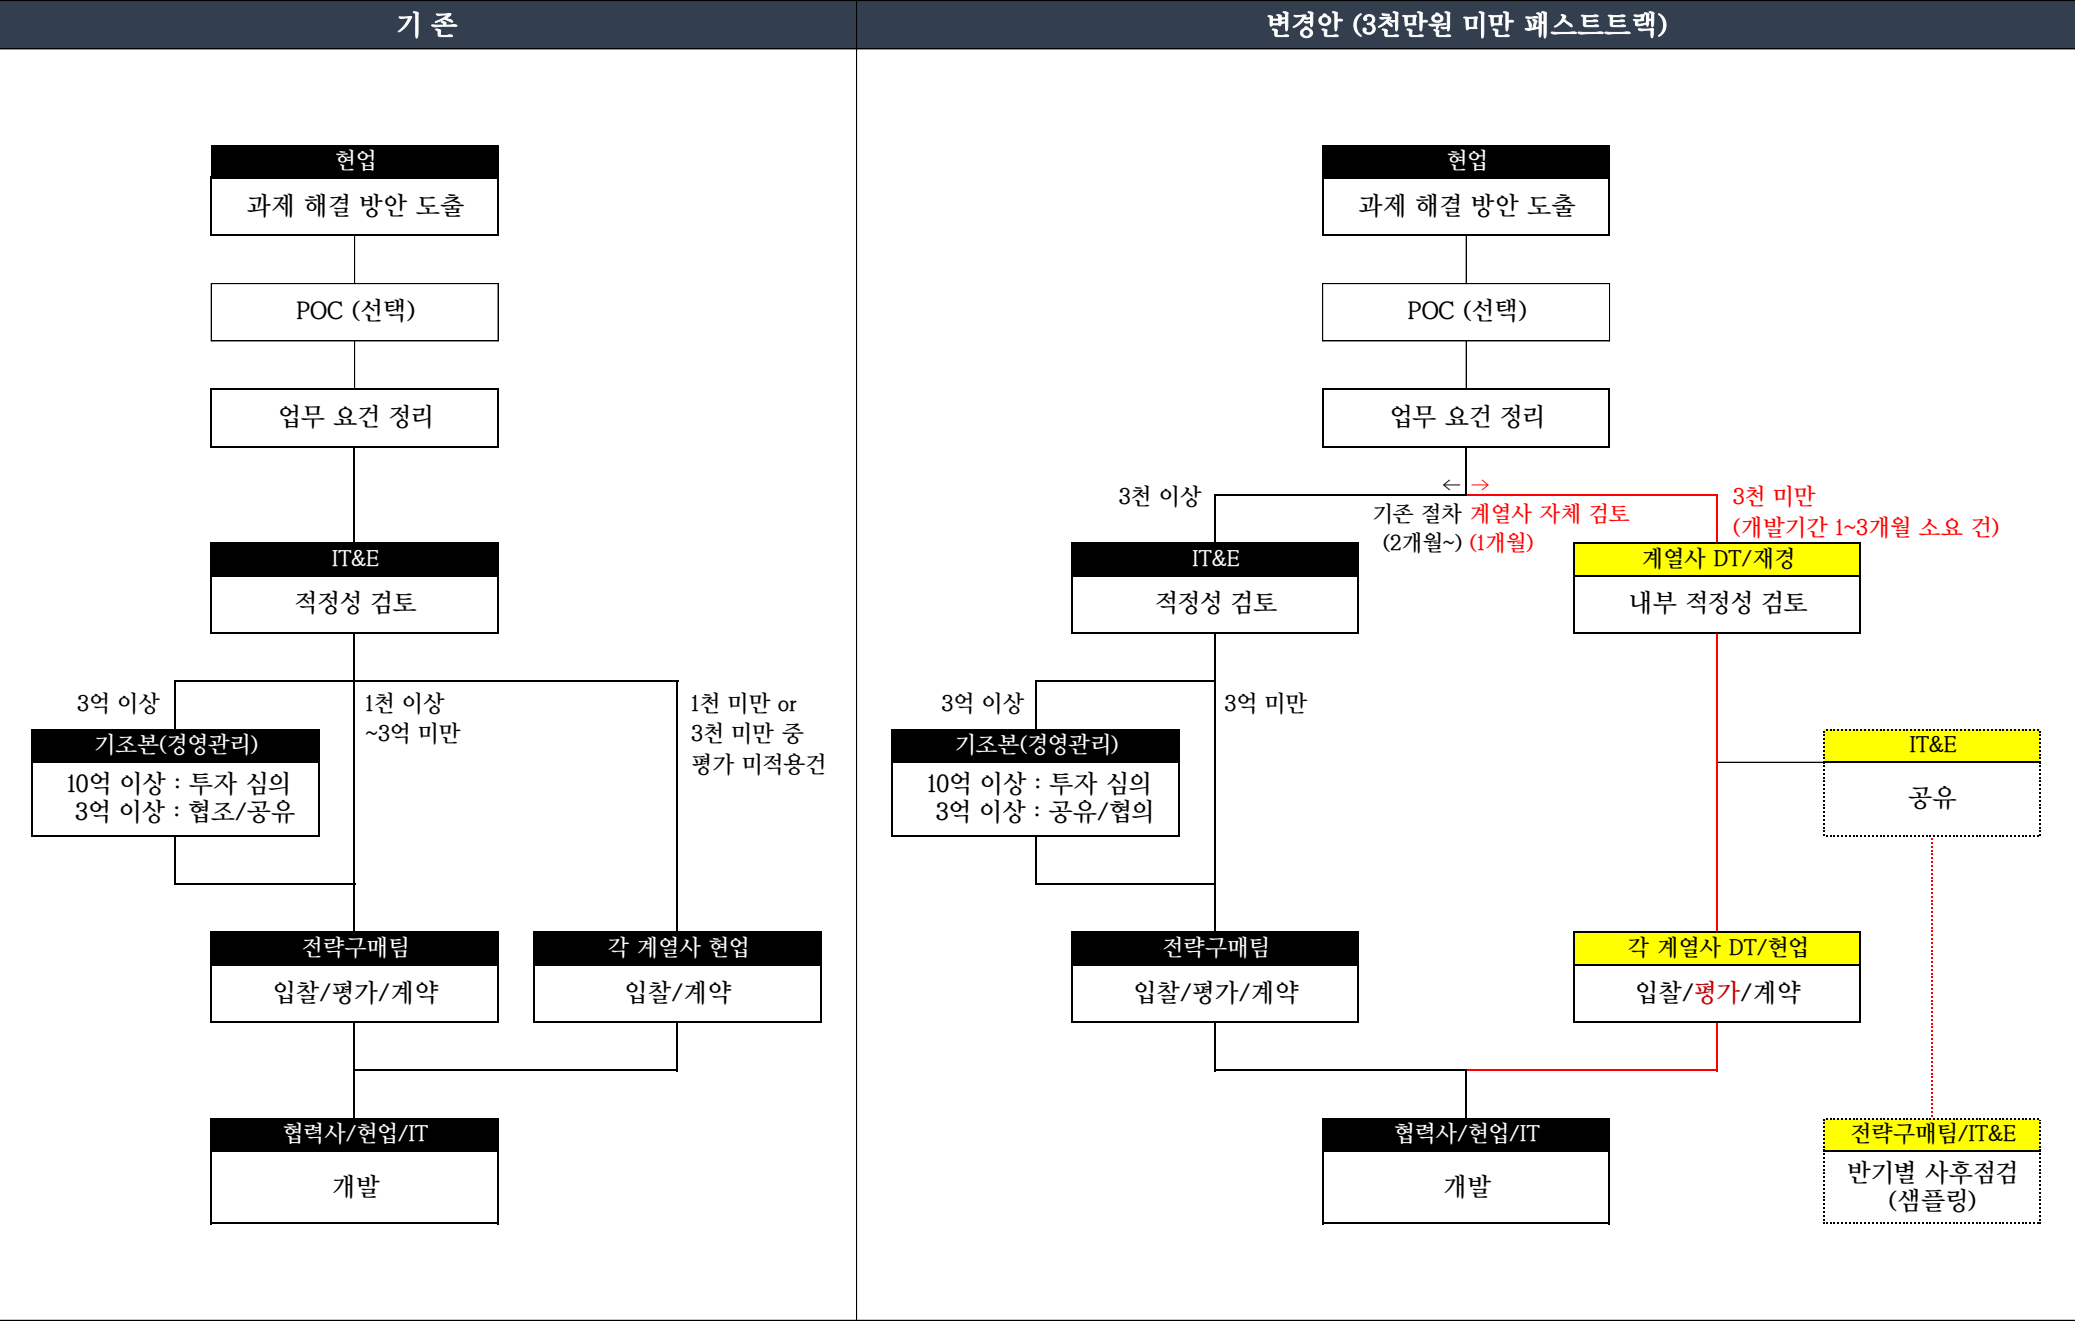 기 존
현업
과제 해결 방안 도출
POC (선택)
업무 요건 정리
IT&E
적정성 검토
3억 이상
1천 이상
~3억 미만
1천 미만 or
3천 미만 중
평가 미적용건
기조본(경영관리)
10억 이상 : 투자 심의
3억 이상 : 협조/공유
전략구매팀
입찰/평가/계약
각 계열사 현업
입찰/계약
협력사/현업/IT
개발
변경안 (3천만원 미만 패스트트랙)
현업
과제 해결 방안 도출
POC (선택)
업무 요건 정리
← →
3천 이상
기존 절차 계열사 자체 검토
(2개월~) (1개월)
3천 미만
(개발기간 1~3개월 소요 건)
IT&E
적정성 검토
계열사 DT/재경
내부 적정성 검토
3억 이상
3억 미만
기조본(경영관리)
10억 이상 : 투자 심의
3억 이상 : 공유/협의
IT&E
공유
전략구매팀
입찰/평가/계약
각 계열사 DT/현업
입찰/평가/계약
협력사/현업/IT
개발
전략구매팀/IT&E
반기별 사후점검
(샘플링)